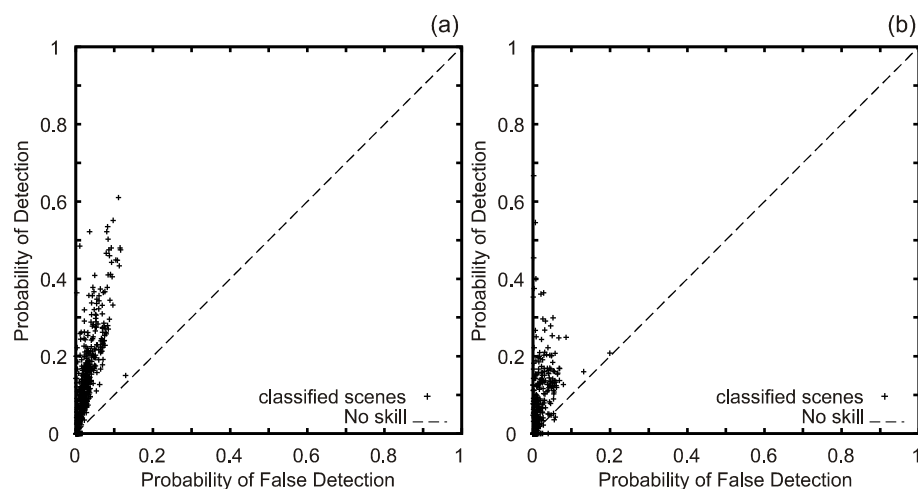 (a)
1
0.8
0.6
0.4
0.2
0
Probability of Detection
classified scenes
No skill
0 0.2 0.4 0.6 0.8 1
Probability of False Detection
(b)
1
0.8
0.6
0.4
0.2
0
Probability of Detection
classified scenes
No skill
0 0.2 0.4 0.6 0.8 1
Probability of False Detection